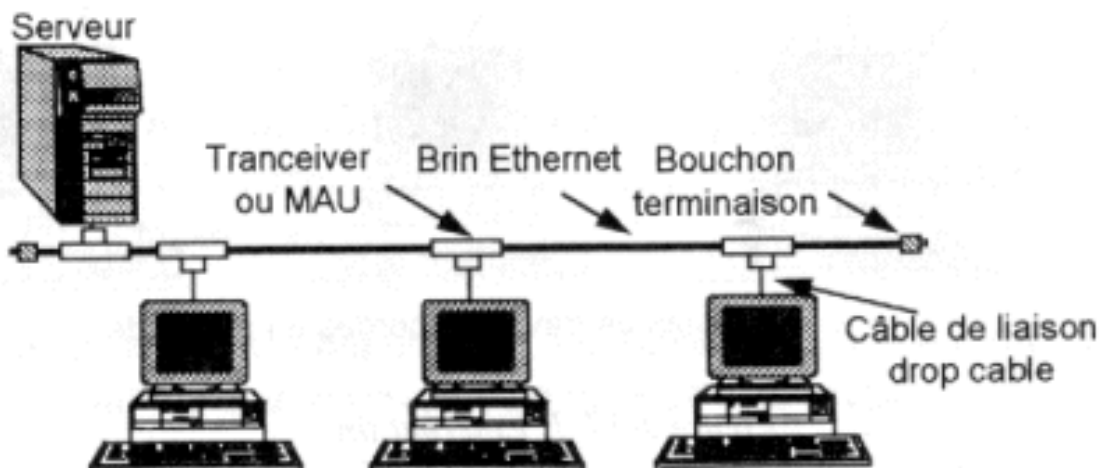 Serveur
Tranceiver
ou MAU
Brin Ethernet
Bouchon
terminaison
Câble de liaison
drop cable